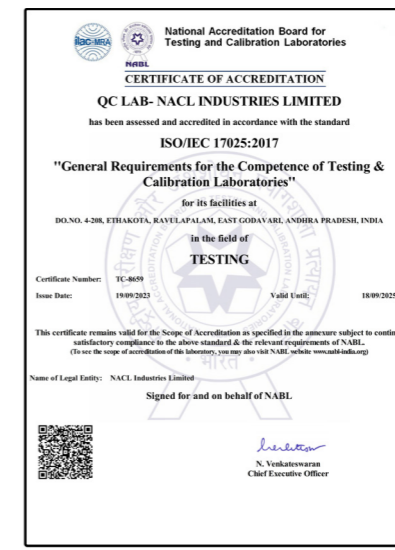 ilac-MRA
NABL
National Accreditation Board for
Testing and Calibration Laboratories
CERTIFICATE OF ACCREDITATION
QC LAB- NACL INDUSTRIES LIMITED
has been assessed and accredited in accordance with the standard
ISO/IEC 17025:2017
"General Requirements for the Competence of Testing &
Calibration Laboratories"
for its facilities at
DO.NO. 4-208, ETHAKOTA, RAVULAPALAM, EAST GODAVARI, ANDHRA PRADESH, INDIA
in the field of
TESTING
Certificate Number: TC-8659
Issue Date: 19/09/2023 Valid Until: 18/09/2025
This certificate remains valid for the Scope of Accreditation as specified in the annexure subject to contin
satisfactory compliance to the above standard & the relevant requirements of NABL.
(To see the scope of accreditation of this laboratory, you may also visit NABL website www.nabl-india.org)
Name of Legal Entity: NACL Industries Limited
Signed for and on behalf of NABL
N. Venkateswaran
Chief Executive Officer